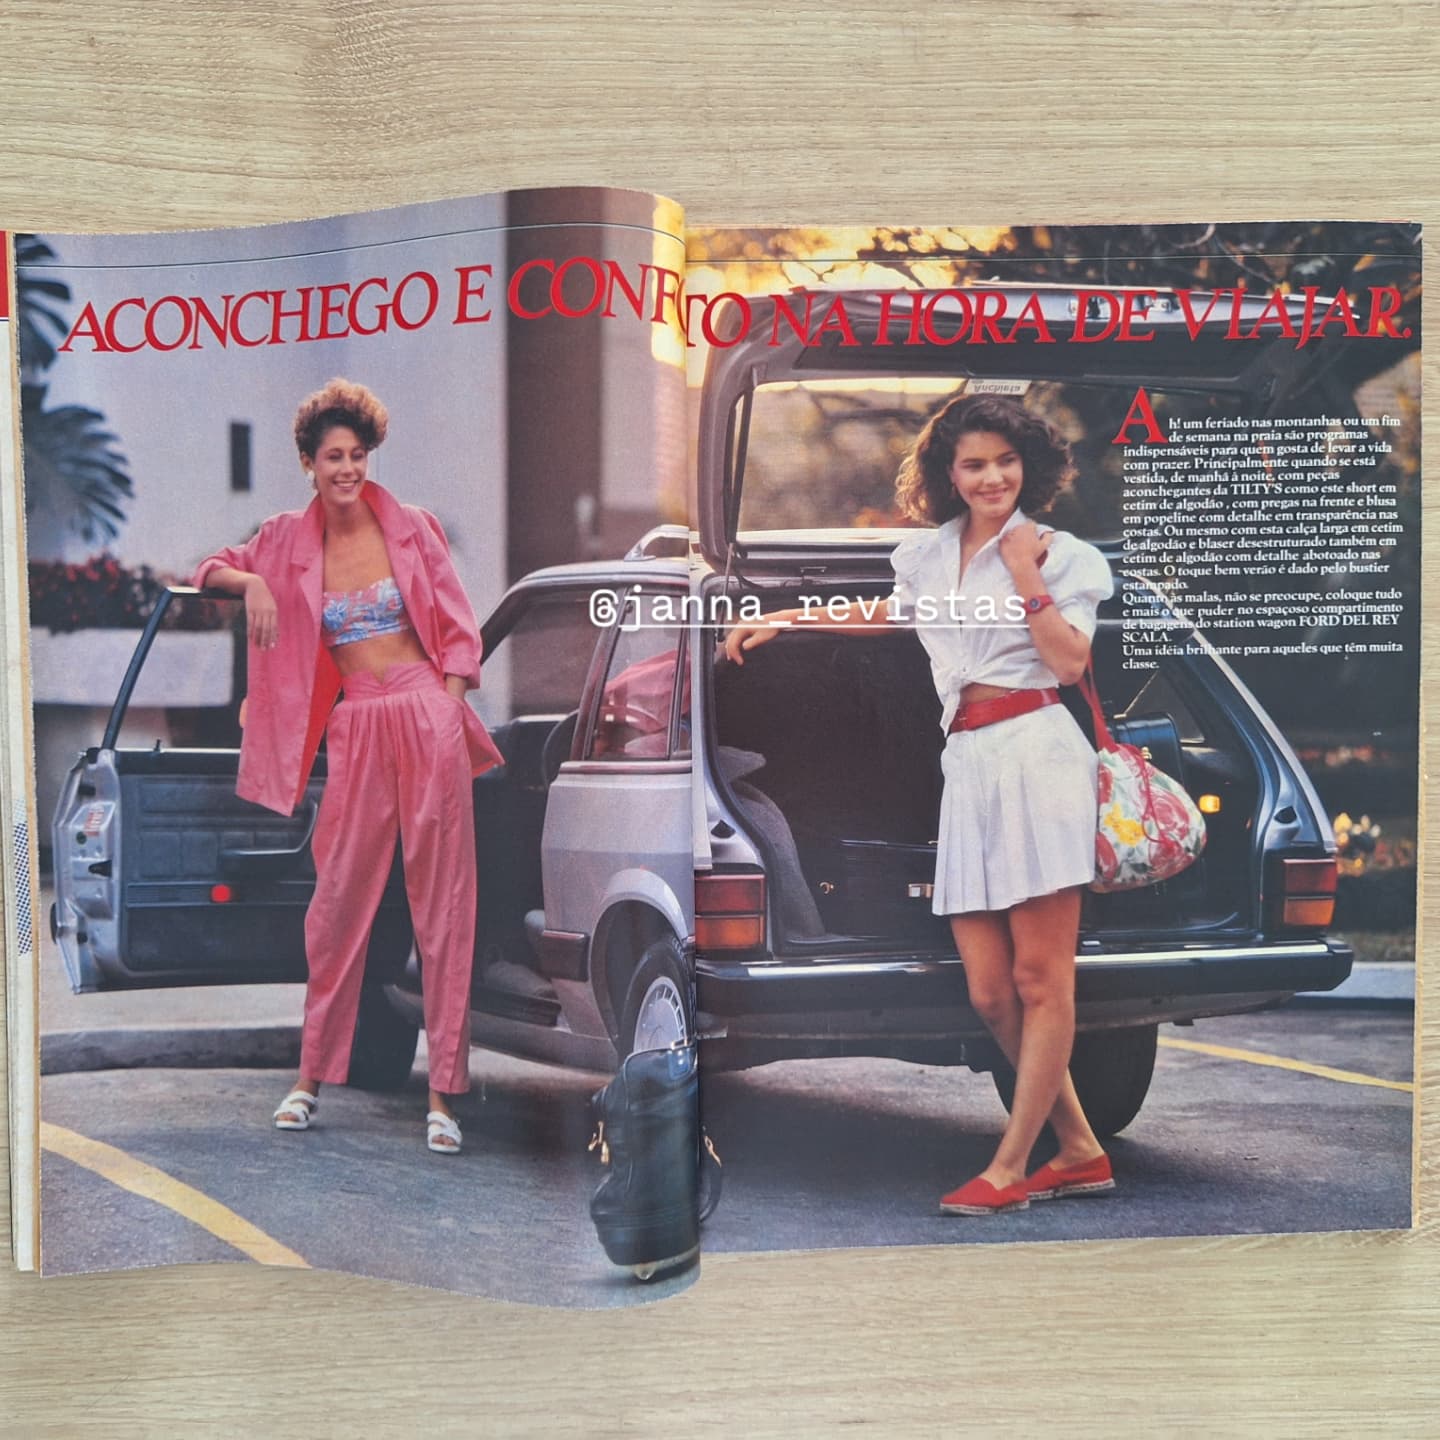 ACONCHEGO E CONF TO NA HORA DE VIAJAR.
Anchieta
Ah! um feriado nas montanhas ou um fim
de semana na praia são programas
indispensáveis para quem gosta de levar a vida
com prazer. Principalmente quando se está
vestida, de manhã à noite, com peças
aconchegantes da TILTY'S como este short em
cetim de algodão , com pregas na frente e blusa
em popeline com detalhe em transparência nas
costas. Ou mesmo com esta calça larga em cetim
de algodão e blaser desestruturado também em
cetim de algodão com detalhe abotoado nas
costas. O toque bem verão é dado pelo bustier
estampado.
Quanto às malas, não se preocupe, coloque tudo
e mais o que puder no espaçoso compartimento
de bagagens do station wagon FORD DEL REY
SCALA.
Uma idéia brilhante para aqueles que têm muita
classe.
@janna_revistas